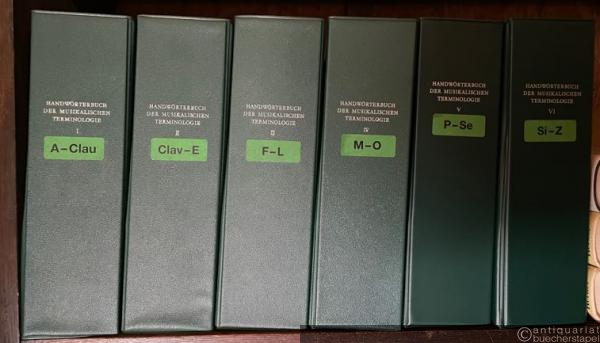 HANDWÖRTERBUCH
DER MUSIKALISCHEN
TERMINOLOGIE
I
A-Clau
HANDWÖRTERBUCH
DER MUSIKALISCHEN
TERMINOLOGIE
II
Clav-E
HANDWÖRTERBUCH
DER MUSIKALISCHEN
TERMINOLOGIE
III
F-L
HANDWÖRTERBUCH
DER MUSIKALISCHEN
TERMINOLOGIE
IV
M-O
HANDWÖRTERBUCH
DER MUSIKALISCHEN
TERMINOLOGIE
V
P-Se
HANDWÖRTERBUCH
DER MUSIKALISCHEN
TERMINOLOGIE
VI
Si-Z
©antiquariat
buecherstapel